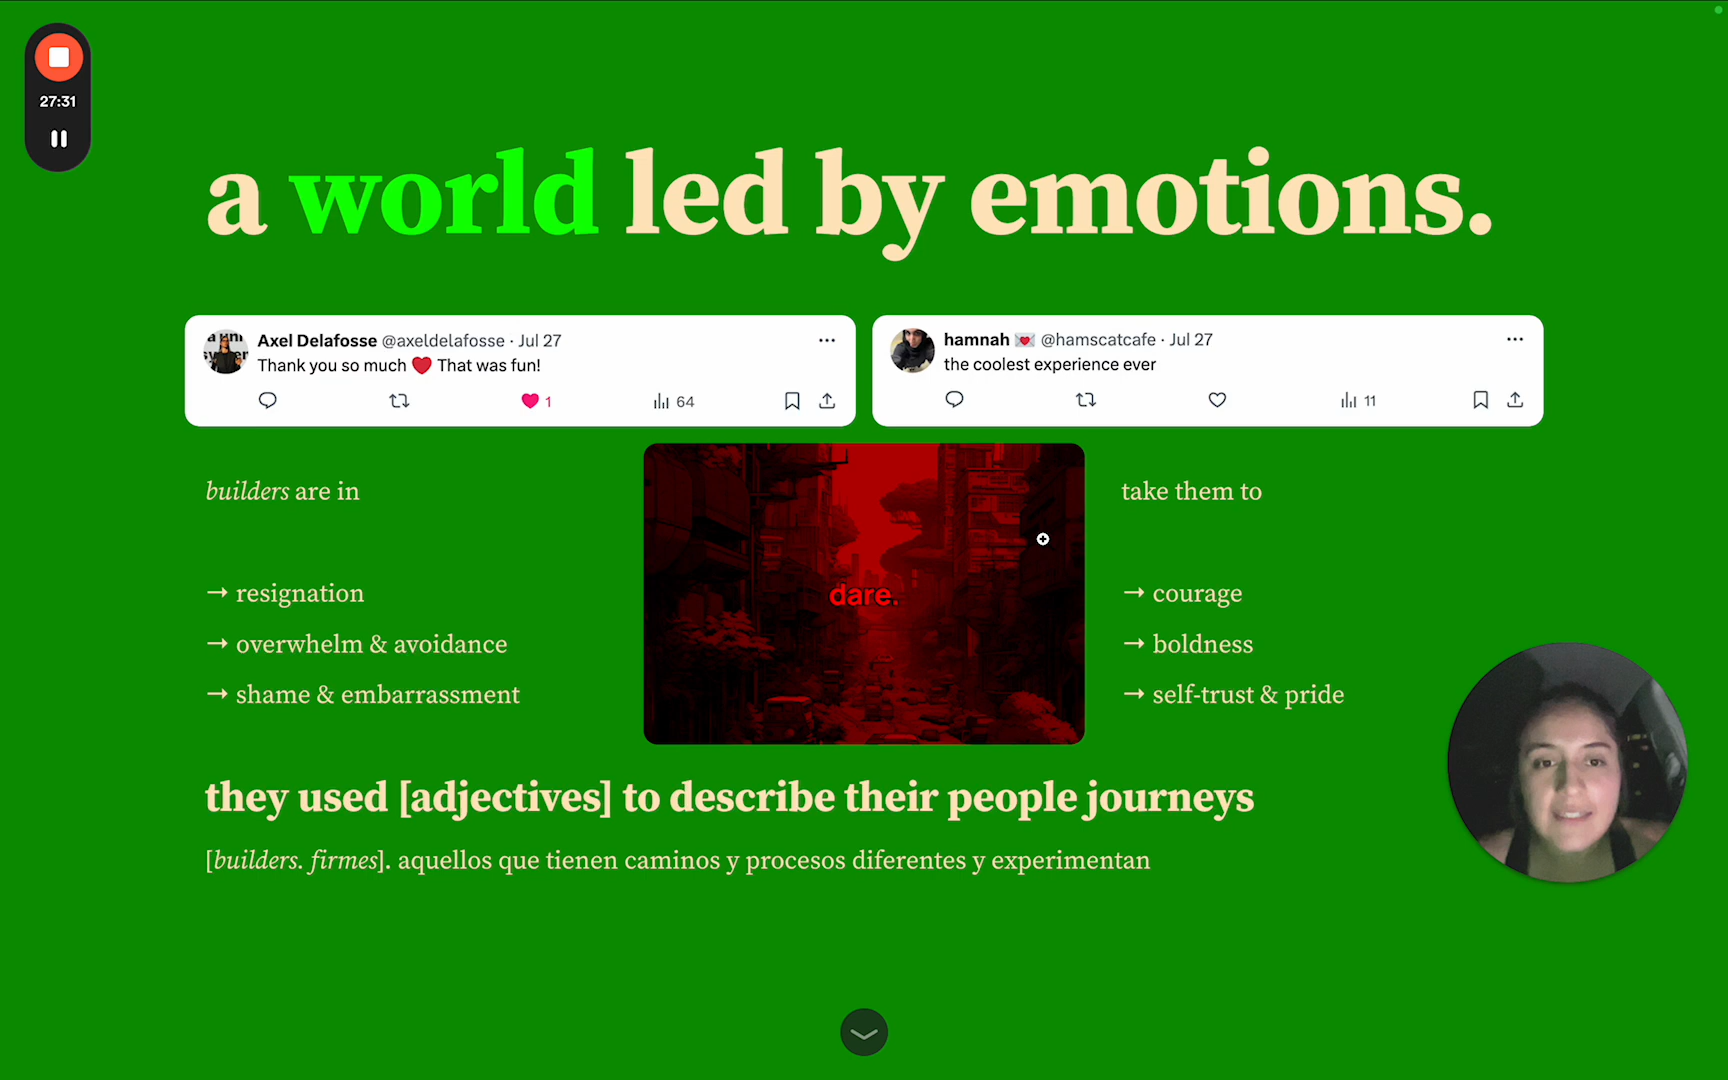 27:31
a world led by emotions.
Axel Delafosse @axeldelafosse · Jul 27
Thank you so much ❤️ That was fun!
1
64
hamnah 💌 @hamscatcafe · Jul 27
the coolest experience ever
11
builders are in
→ resignation
→ overwhelm & avoidance
→ shame & embarrassment
dare.
take them to
→ courage
→ boldness
→ self-trust & pride
they used [adjectives] to describe their people journeys
[builders. firmes]. aquellos que tienen caminos y procesos diferentes y experimentan